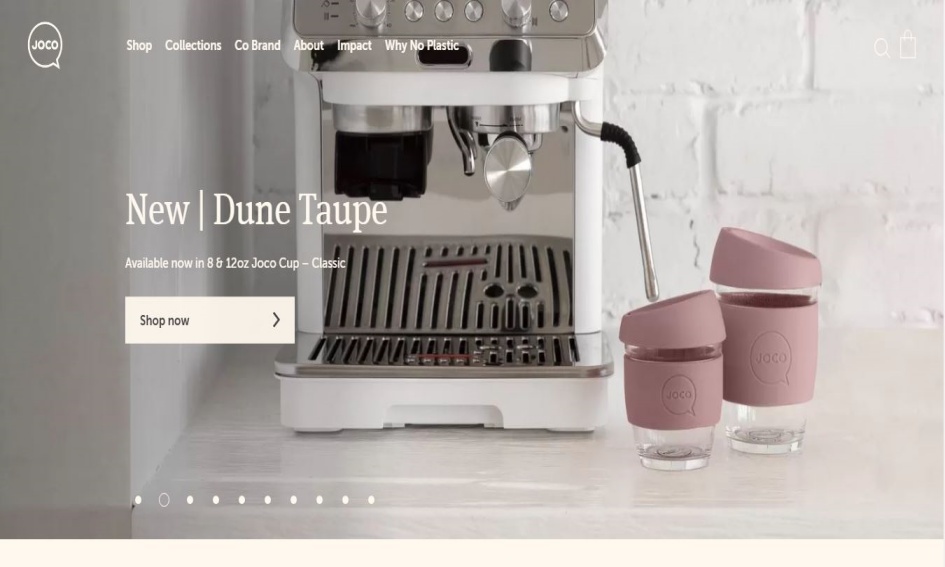 JOCO
Shop Collections Co Brand About Impact Why No Plastic
New | Dune Taupe
Available now in 8 & 12oz Joco Cup – Classic
Shop now
JOCO
JOCO